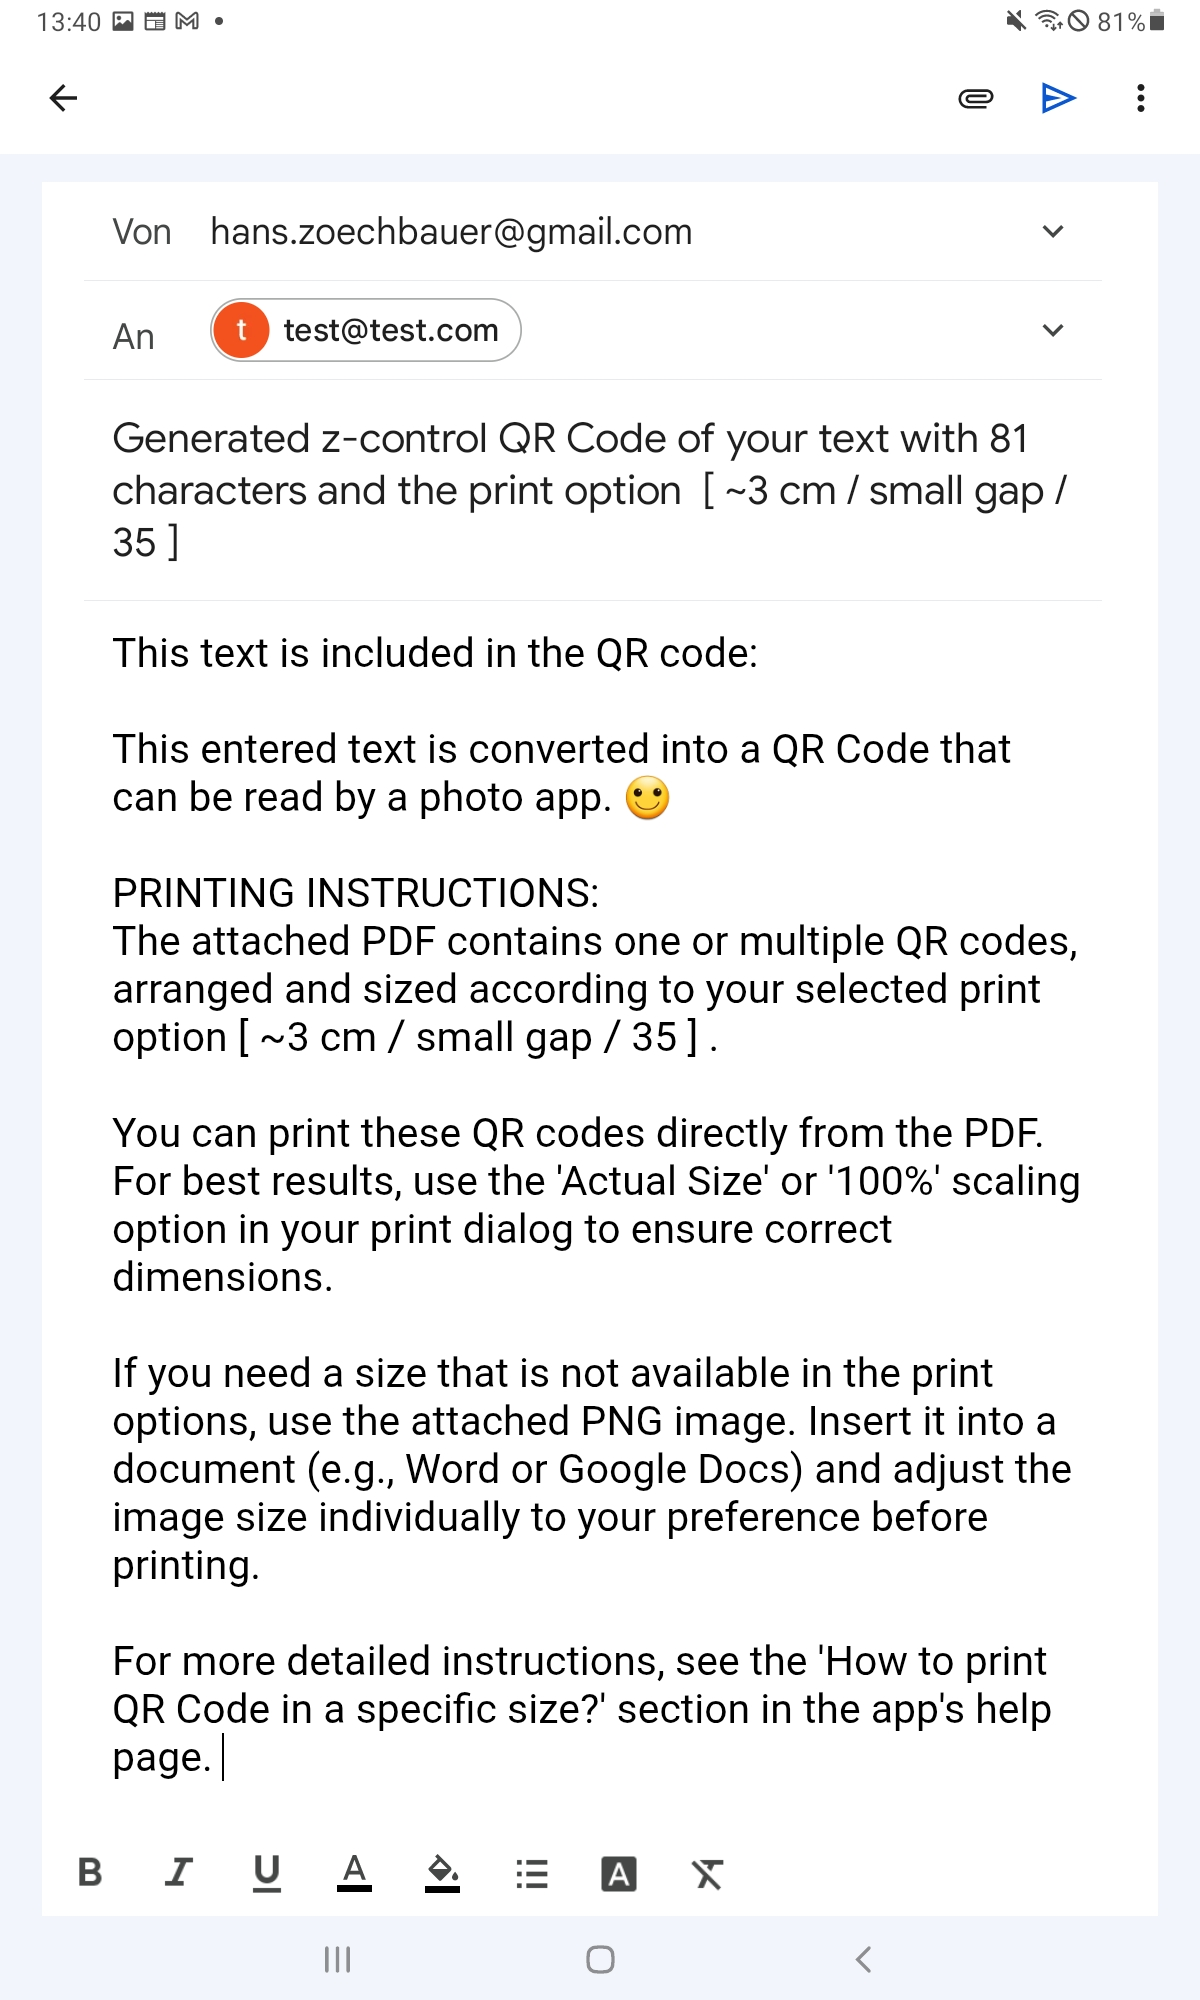 13:40
81%
Von hans.zoechbauer@gmail.com
An t test@test.com
Generated z-control QR Code of your text with 81
characters and the print option [ ~3 cm / small gap /
35 ]
This text is included in the QR code:
This entered text is converted into a QR Code that
can be read by a photo app. 🙂
PRINTING INSTRUCTIONS:
The attached PDF contains one or multiple QR codes,
arranged and sized according to your selected print
option [ ~3 cm / small gap / 35 ] .
You can print these QR codes directly from the PDF.
For best results, use the 'Actual Size' or '100%' scaling
option in your print dialog to ensure correct
dimensions.
If you need a size that is not available in the print
options, use the attached PNG image. Insert it into a
document (e.g., Word or Google Docs) and adjust the
image size individually to your preference before
printing.
For more detailed instructions, see the 'How to print
QR Code in a specific size?' section in the app's help
page.
B I U A A